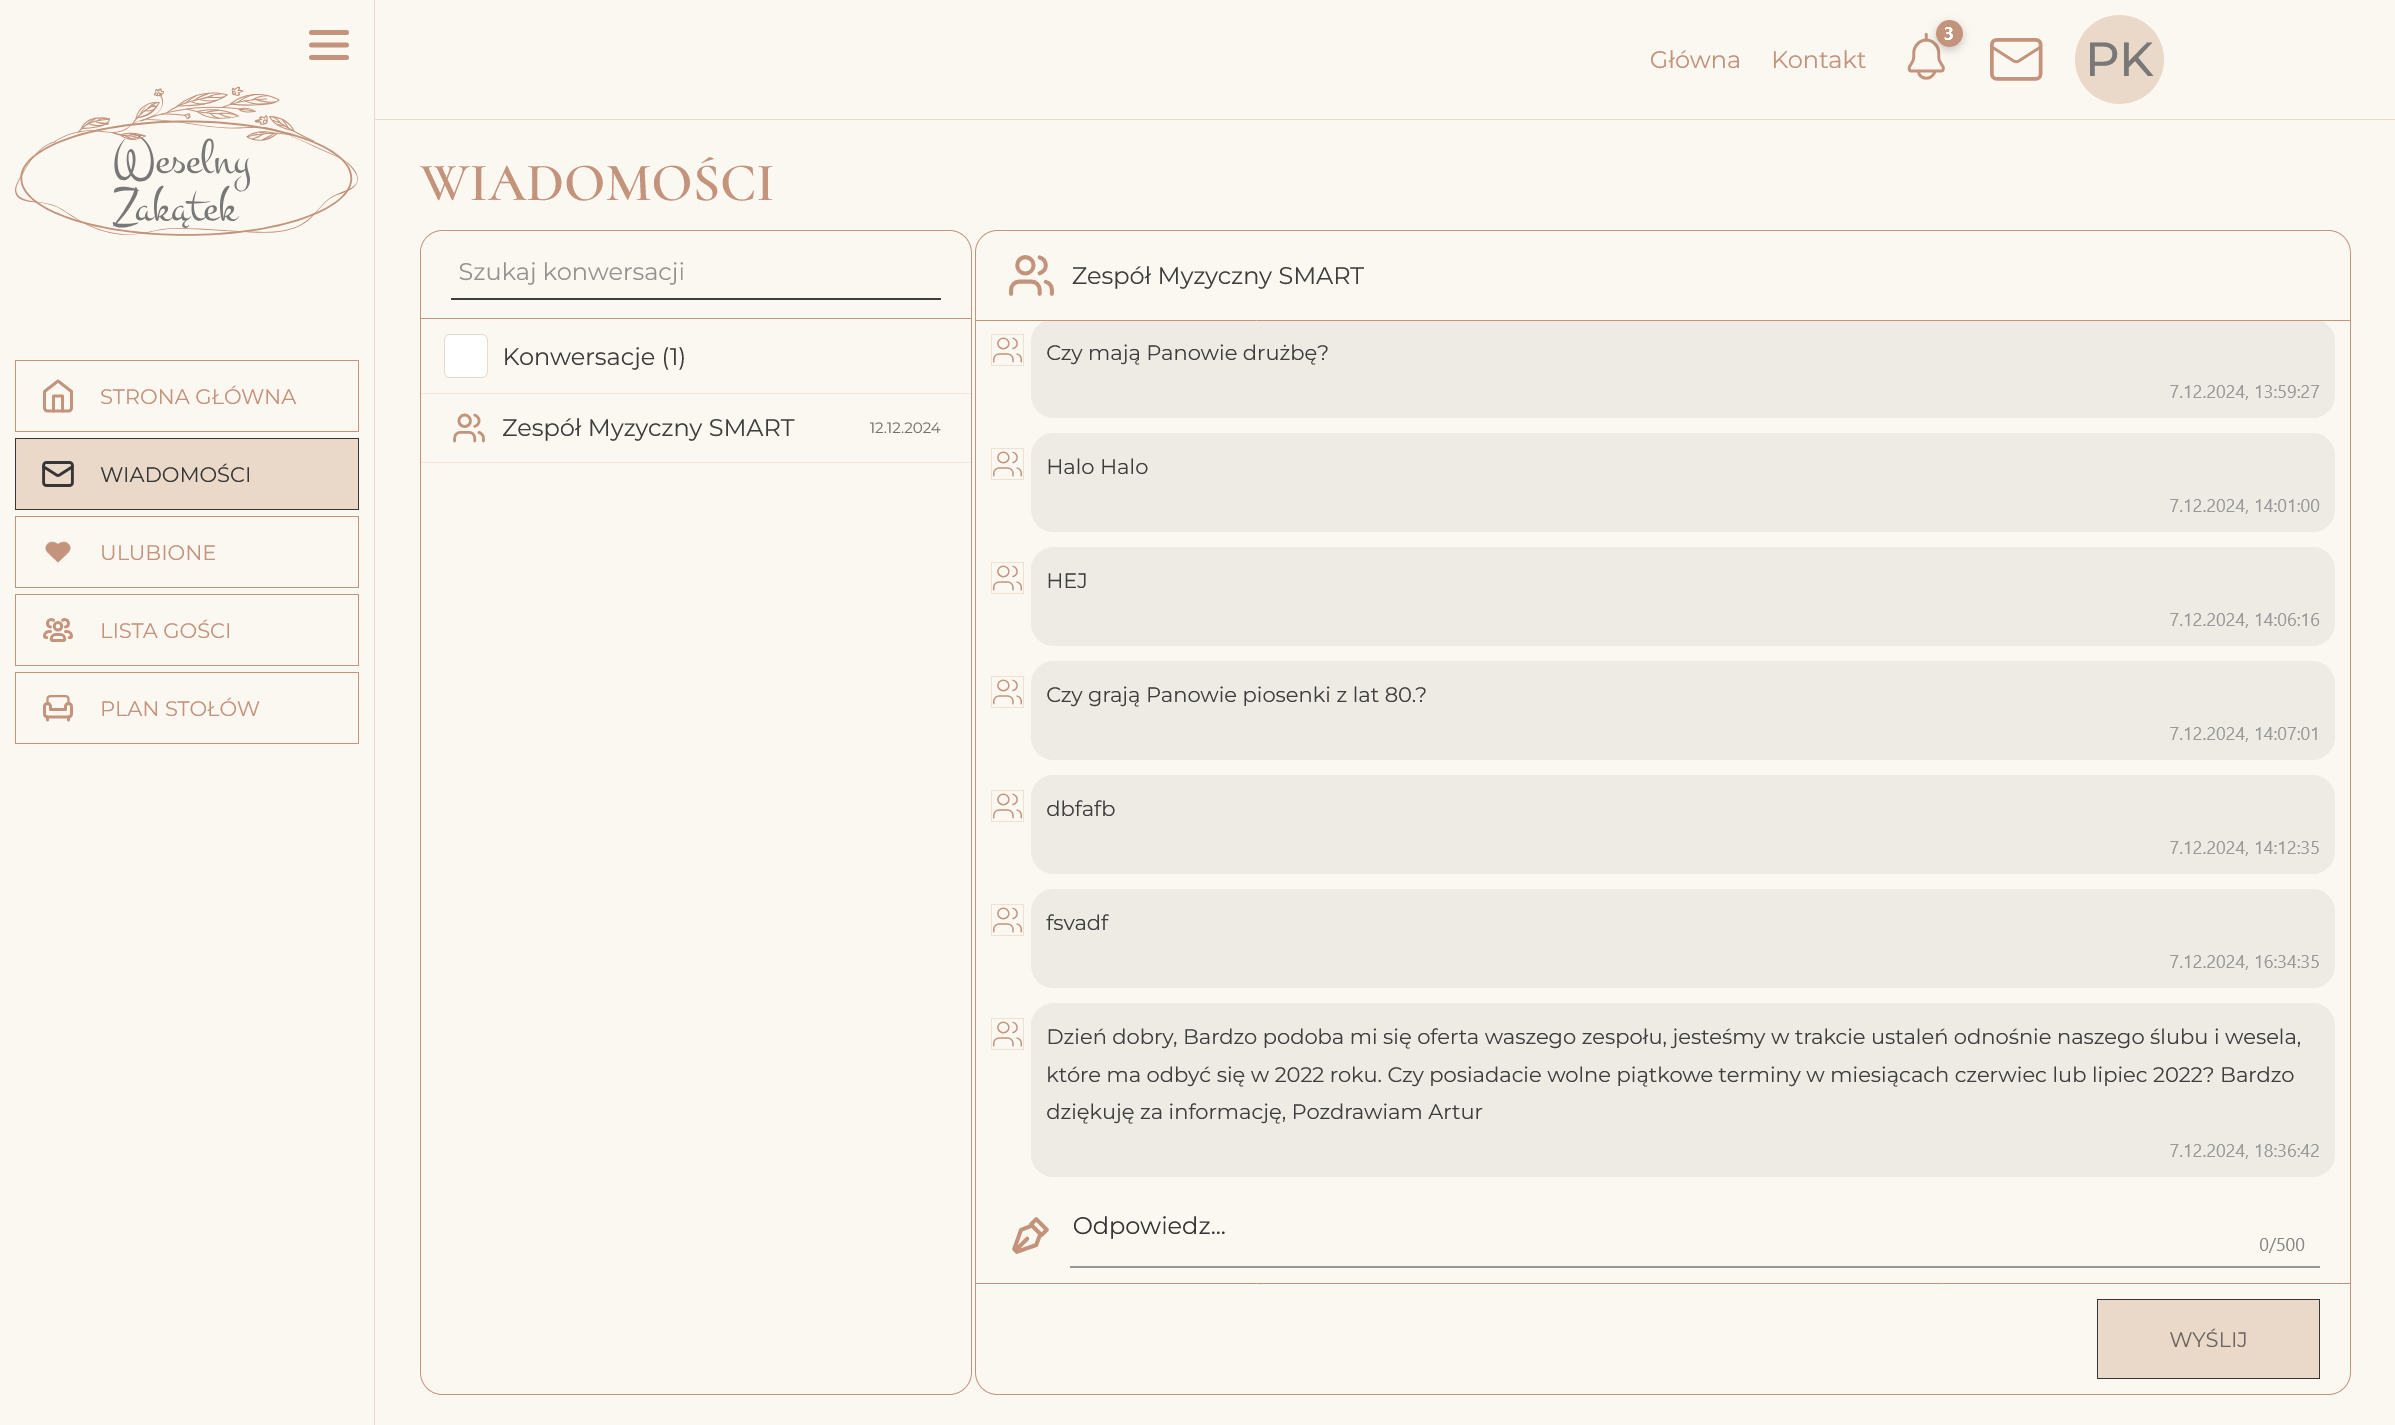 Główna
Kontakt
3
PK
Weselny
Zakątek
STRONA GŁÓWNA
WIADOMOŚCI
ULUBIONE
LISTA GOŚCI
PLAN STOŁÓW
WIADOMOŚCI
Szukaj konwersacji
Konwersacje (1)
Zespół Myzyczny SMART
12.12.2024
Zespół Myzyczny SMART
Czy mają Panowie drużbę?
7.12.2024, 13:59:27
Halo Halo
7.12.2024, 14:01:00
HEJ
7.12.2024, 14:06:16
Czy grają Panowie piosenki z lat 80.?
7.12.2024, 14:07:01
dbfafb
7.12.2024, 14:12:35
fsvadf
7.12.2024, 16:34:35
Dzień dobry, Bardzo podoba mi się oferta waszego zespołu, jesteśmy w trakcie ustaleń odnośnie naszego ślubu i wesela,
które ma odbyć się w 2022 roku. Czy posiadacie wolne piątkowe terminy w miesiącach czerwiec lub lipiec 2022? Bardzo
dziękuję za informację, Pozdrawiam Artur
7.12.2024, 18:36:42
Odpowiedz...
0/500
WYŚLIJ